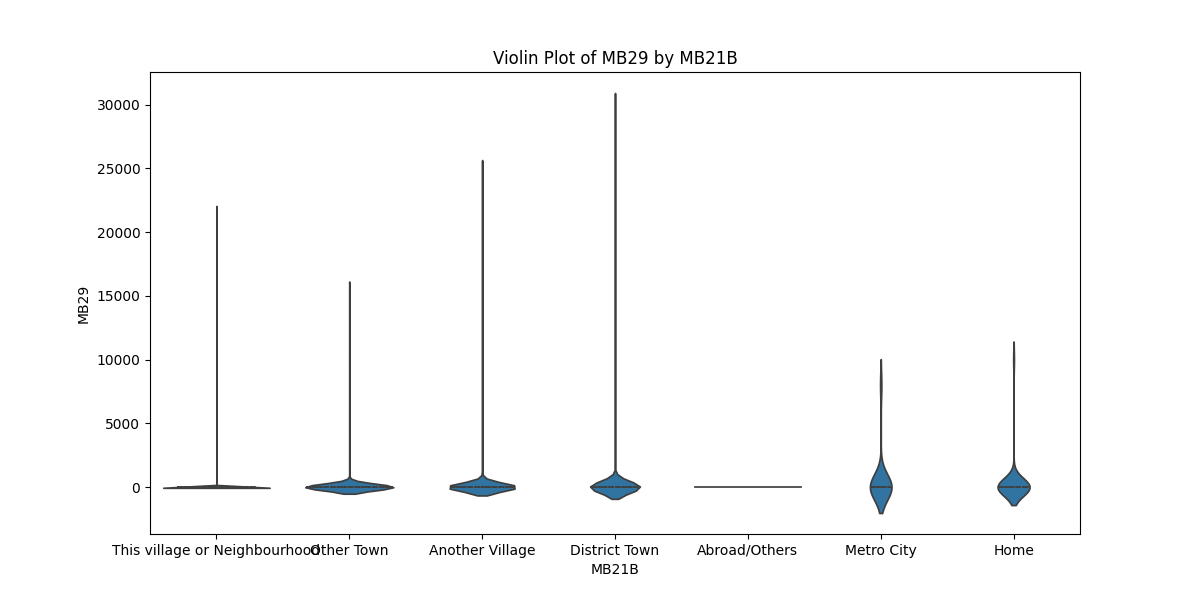 Violin Plot of MB29 by MB21B
30000
25000
20000
15000
10000
5000
0
MB29
This village or Neighbourhood
Other Town
Another Village
District Town
Abroad/Others
Metro City
Home
MB21B